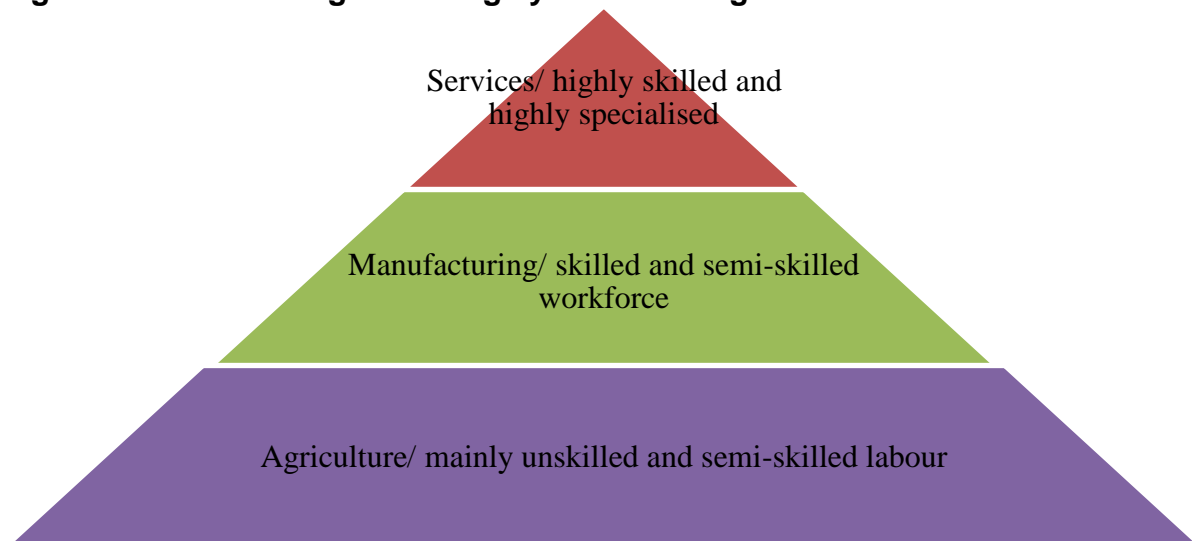 Services/ highly skilled and
highly specialised
Manufacturing/ skilled and semi-skilled
workforce
Agriculture/ mainly unskilled and semi-skilled labour